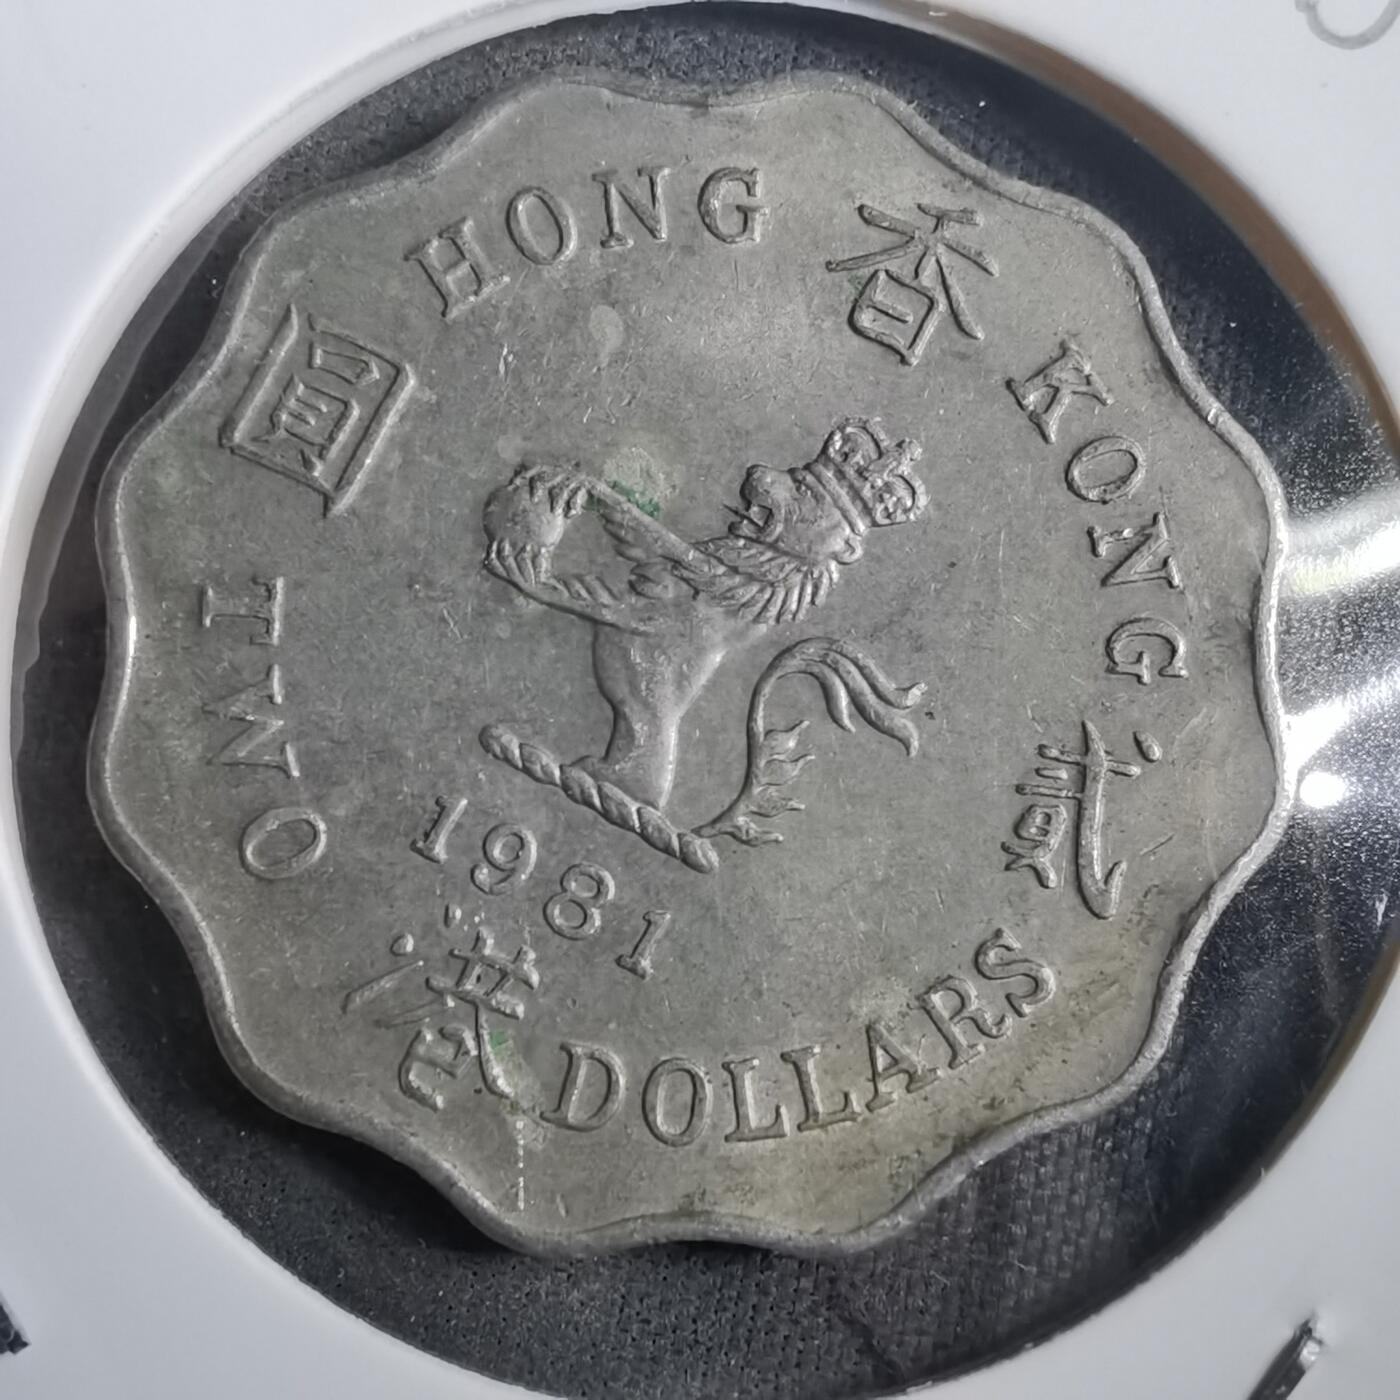 HONG KONG
香港
貳圓
TWO DOLLARS
1981